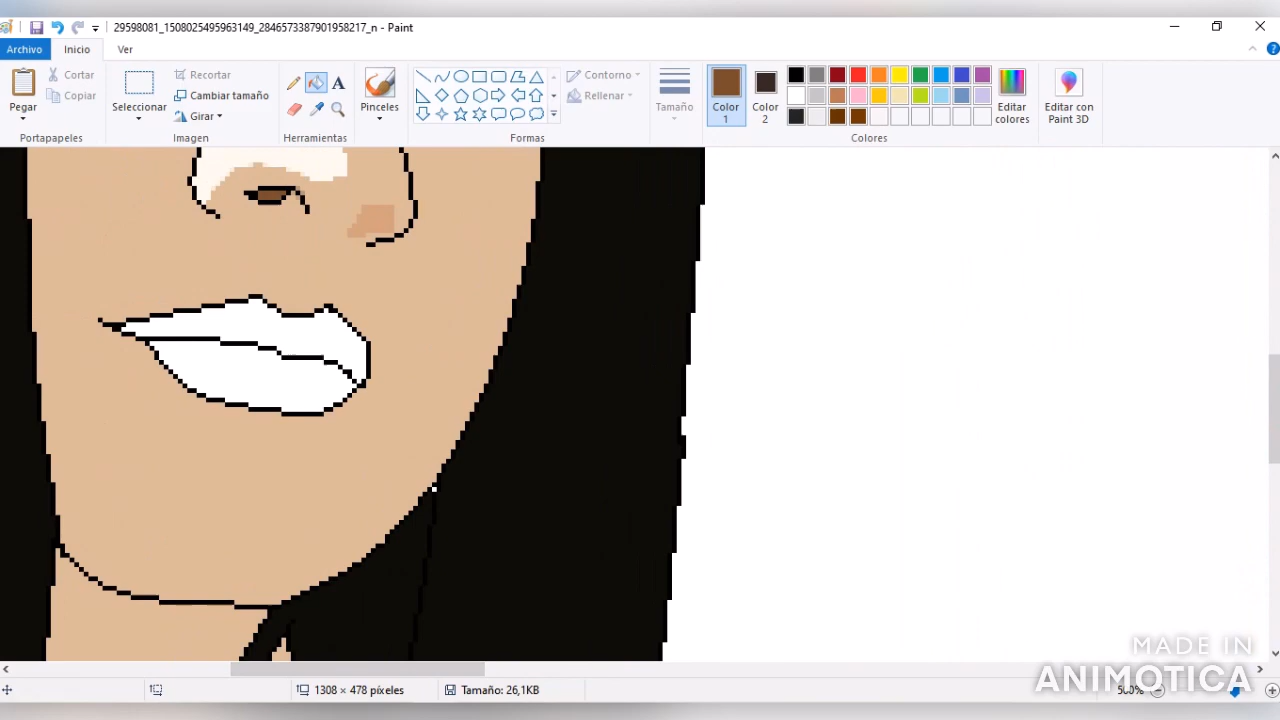 29598081_1508025495963149_2846573387901958217_n - Paint
Archivo Inicio Ver
Pegar
Cortar
Copiar
Portapapeles
Seleccionar
Recortar
Cambiar tamaño
Girar
Imagen
A
Herramientas
Pinceles
Contorno
Rellenar
Formas
Tamaño
Color 1
Color 2
Colores
Editar colores
Editar con Paint 3D
MADE IN
ANIMOTICA
1308 × 478 píxeles
Tamaño: 26,1KB
500%